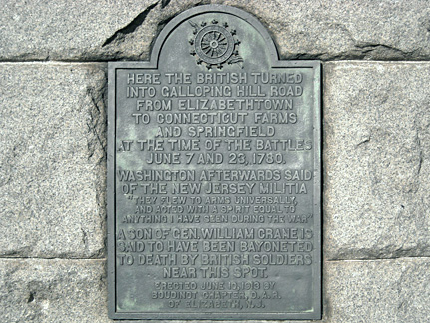 HERE THE BRITISH TURNED
INTO GALLOPING HILL ROAD
FROM ELIZABETHTOWN
TO CONNECTICUT FARMS
AND SPRINGFIELD
AT THE TIME OF THE BATTLES
JUNE 7 AND 23, 1780.
WASHINGTON AFTERWARDS SAID
OF THE NEW JERSEY MILITIA
"THEY FLEW TO ARMS UNIVERSALLY,
AND ACTED WITH A SPIRIT EQUAL TO
ANYTHING I HAVE SEEN DURING THE WAR"
A SON OF GEN. WILLIAM CRANE IS
SAID TO HAVE BEEN BAYONETED
TO DEATH BY BRITISH SOLDIERS
NEAR THIS SPOT.
ERECTED JUNE 10, 1913 BY
BOUDINOT CHAPTER, D.A.R.
OF ELIZABETH, N.J.